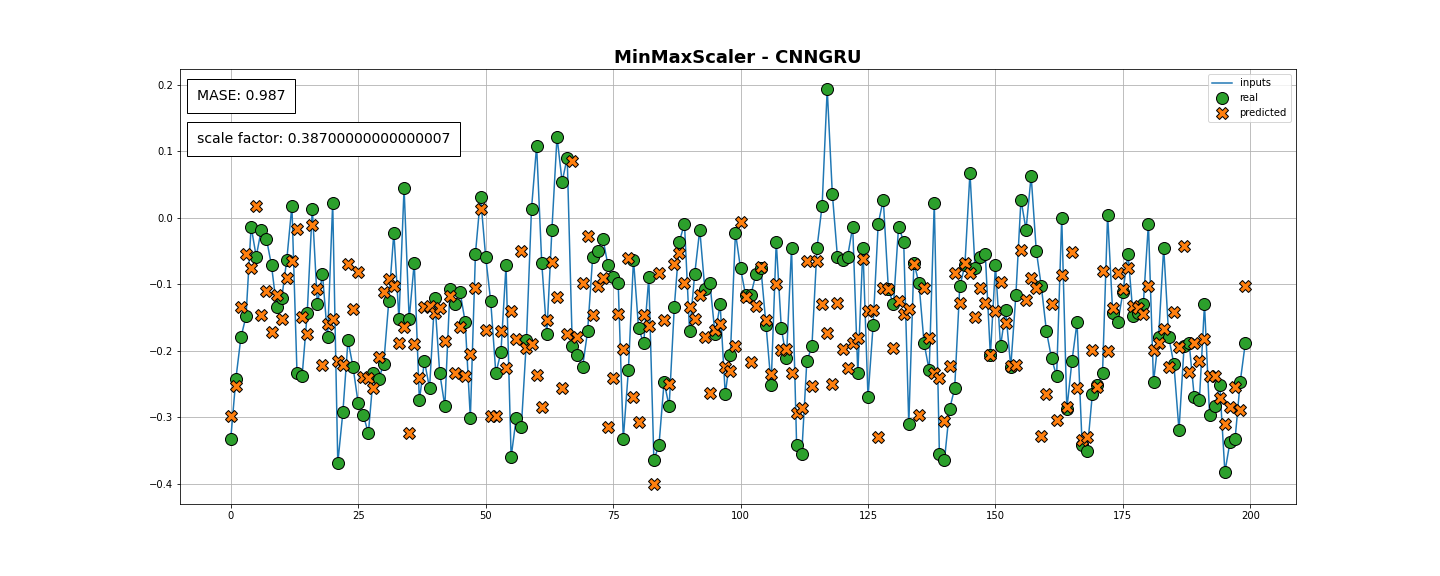 MinMaxScaler - CNNGRU
MASE: 0.987
scale factor: 0.38700000000000007
inputs
real
predicted
0.2
0.1
0.0
−0.1
−0.2
−0.3
−0.4
0 25 50 75 100 125 150 175 200